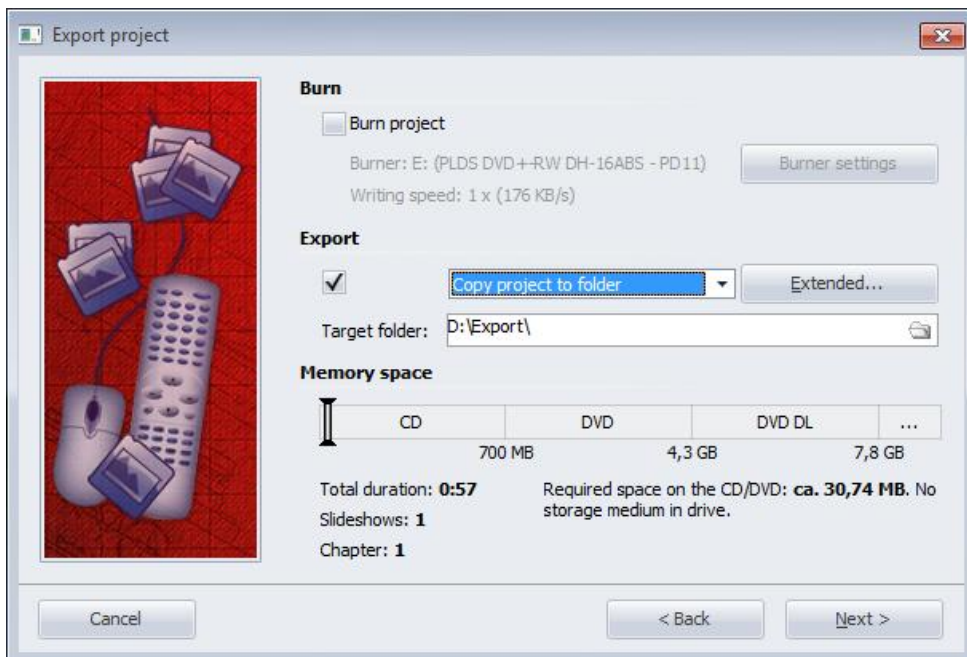 Export project
Burn
Burn project
Burner: E: (PLDS DVD+-RW DH-16ABS - PD11)
Burner settings
Writing speed: 1 x (176 KB/s)
Export
Copy project to folder
Extended...
Target folder:
D:\Export\
Memory space
CD
DVD
DVD DL
...
700 MB
4,3 GB
7,8 GB
Total duration: 0:57
Required space on the CD/DVD: ca. 30,74 MB. No
storage medium in drive.
Slideshows: 1
Chapter: 1
Cancel
< Back
Next >